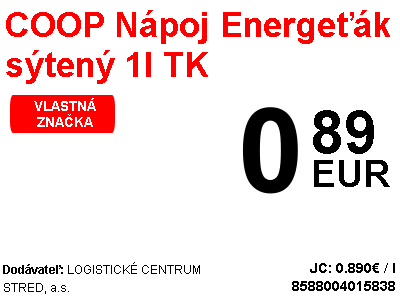 COOP Nápoj Energeťák
sýtený 1l TK
VLASTNÁ
ZNAČKA
0 89
EUR
Dodávateľ: LOGISTICKÉ CENTRUM
STRED, a.s.
JC: 0.890€ / l
8588004015838